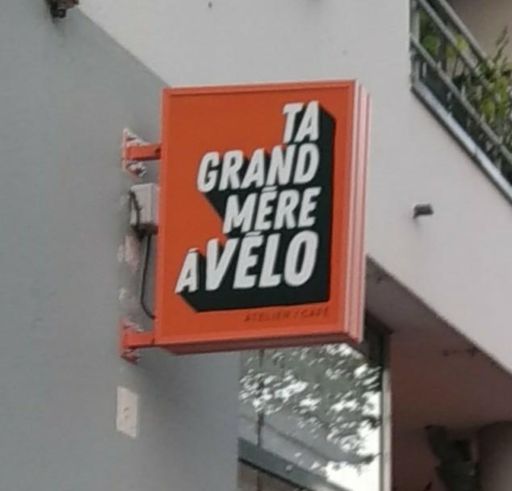 TA
GRAND
MÈRE
À VÉLO
ATELIER / CAFÉ